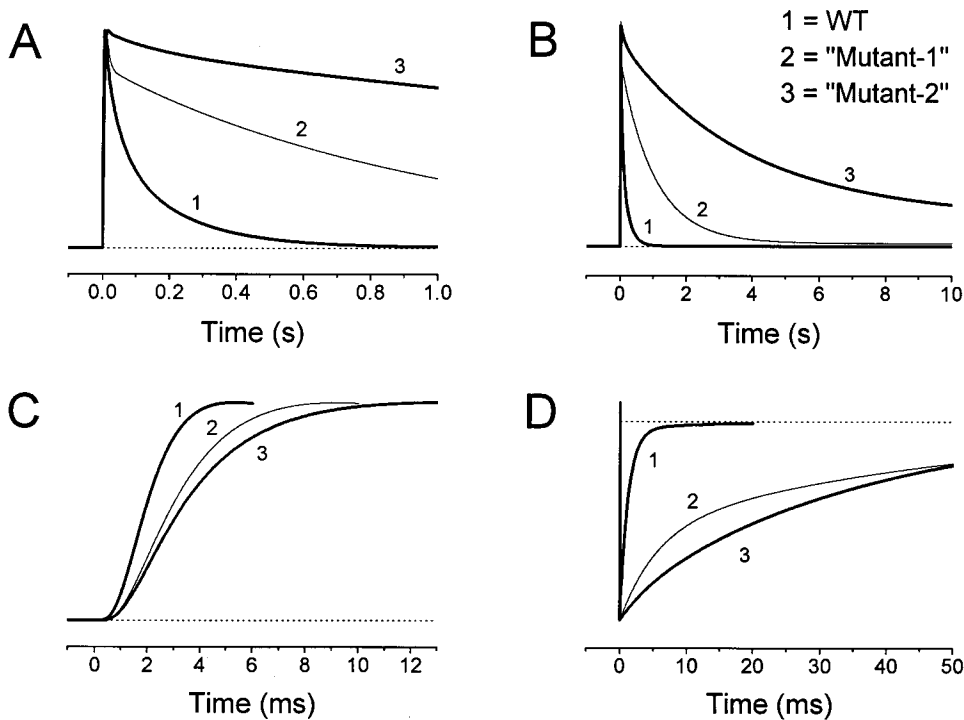 A
B
1 = WT
2 = "Mutant-1"
3 = "Mutant-2"
3
2
1
0.0 0.2 0.4 0.6 0.8 1.0
Time (s)
3
2
1
0 2 4 6 8 10
Time (s)
C
D
1
2
3
0 2 4 6 8 10 12
Time (ms)
1
2
3
0 10 20 30 40 50
Time (ms)